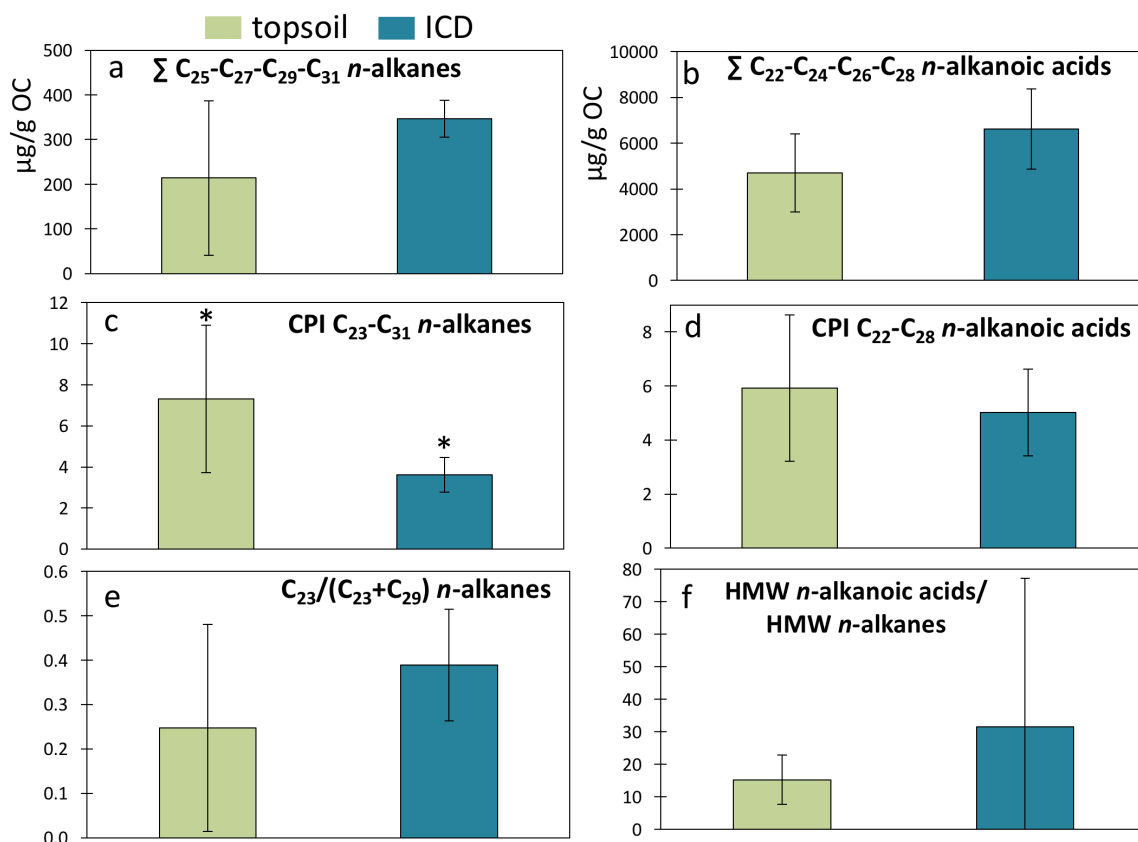 topsoil ICD
a
∑ C25-C27-C29-C31 n-alkanes
µg/g OC
500
400
300
200
100
0
b
∑ C22-C24-C26-C28 n-alkanoic acids
µg/g OC
10000
8000
6000
4000
2000
0
c
CPI C23-C31 n-alkanes
12
10
8
6
4
2
0
*
*
d
CPI C22-C28 n-alkanoic acids
8
6
4
2
0
e
C23/(C23+C29) n-alkanes
0.6
0.5
0.4
0.3
0.2
0.1
0.0
f
HMW n-alkanoic acids/
HMW n-alkanes
80
70
60
50
40
30
20
10
0